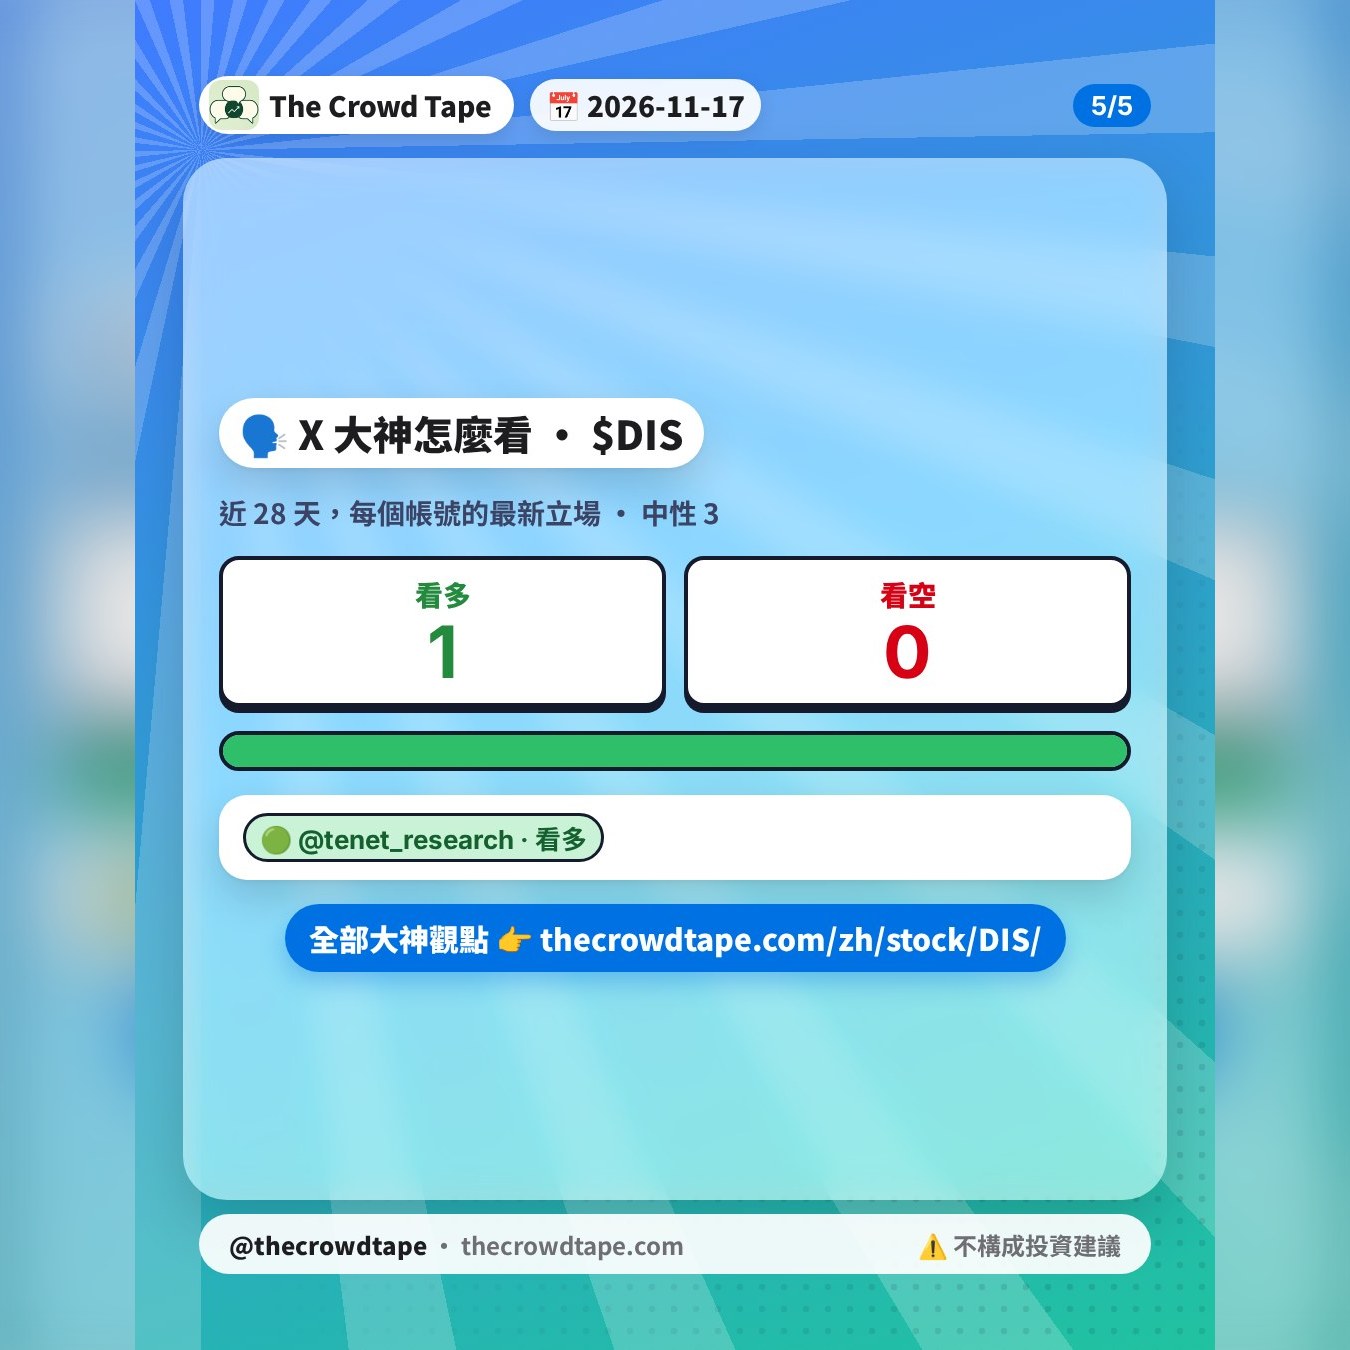 The Crowd Tape
📅 2026-11-17
5/5
🗣️ X 大神怎麼看 · $DIS
近 28 天，每個帳號的最新立場 · 中性 3
看多
1
看空
0
🟢 @tenet_research · 看多
全部大神觀點 👉 thecrowdtape.com/zh/stock/DIS/
@thecrowdtape · thecrowdtape.com
⚠️ 不構成投資建議